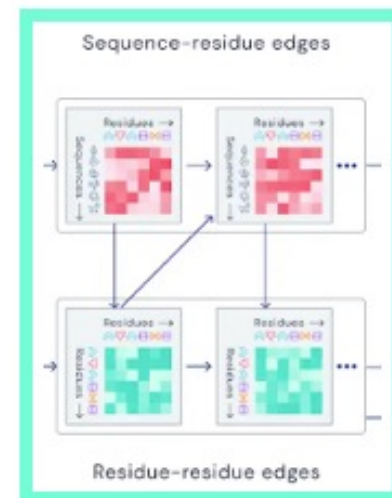 Sequence-residue edges
Residues →
Residues →
Sequences →
Sequences →
Residues →
Residues →
Residues →
Residues →
Residue-residue edges